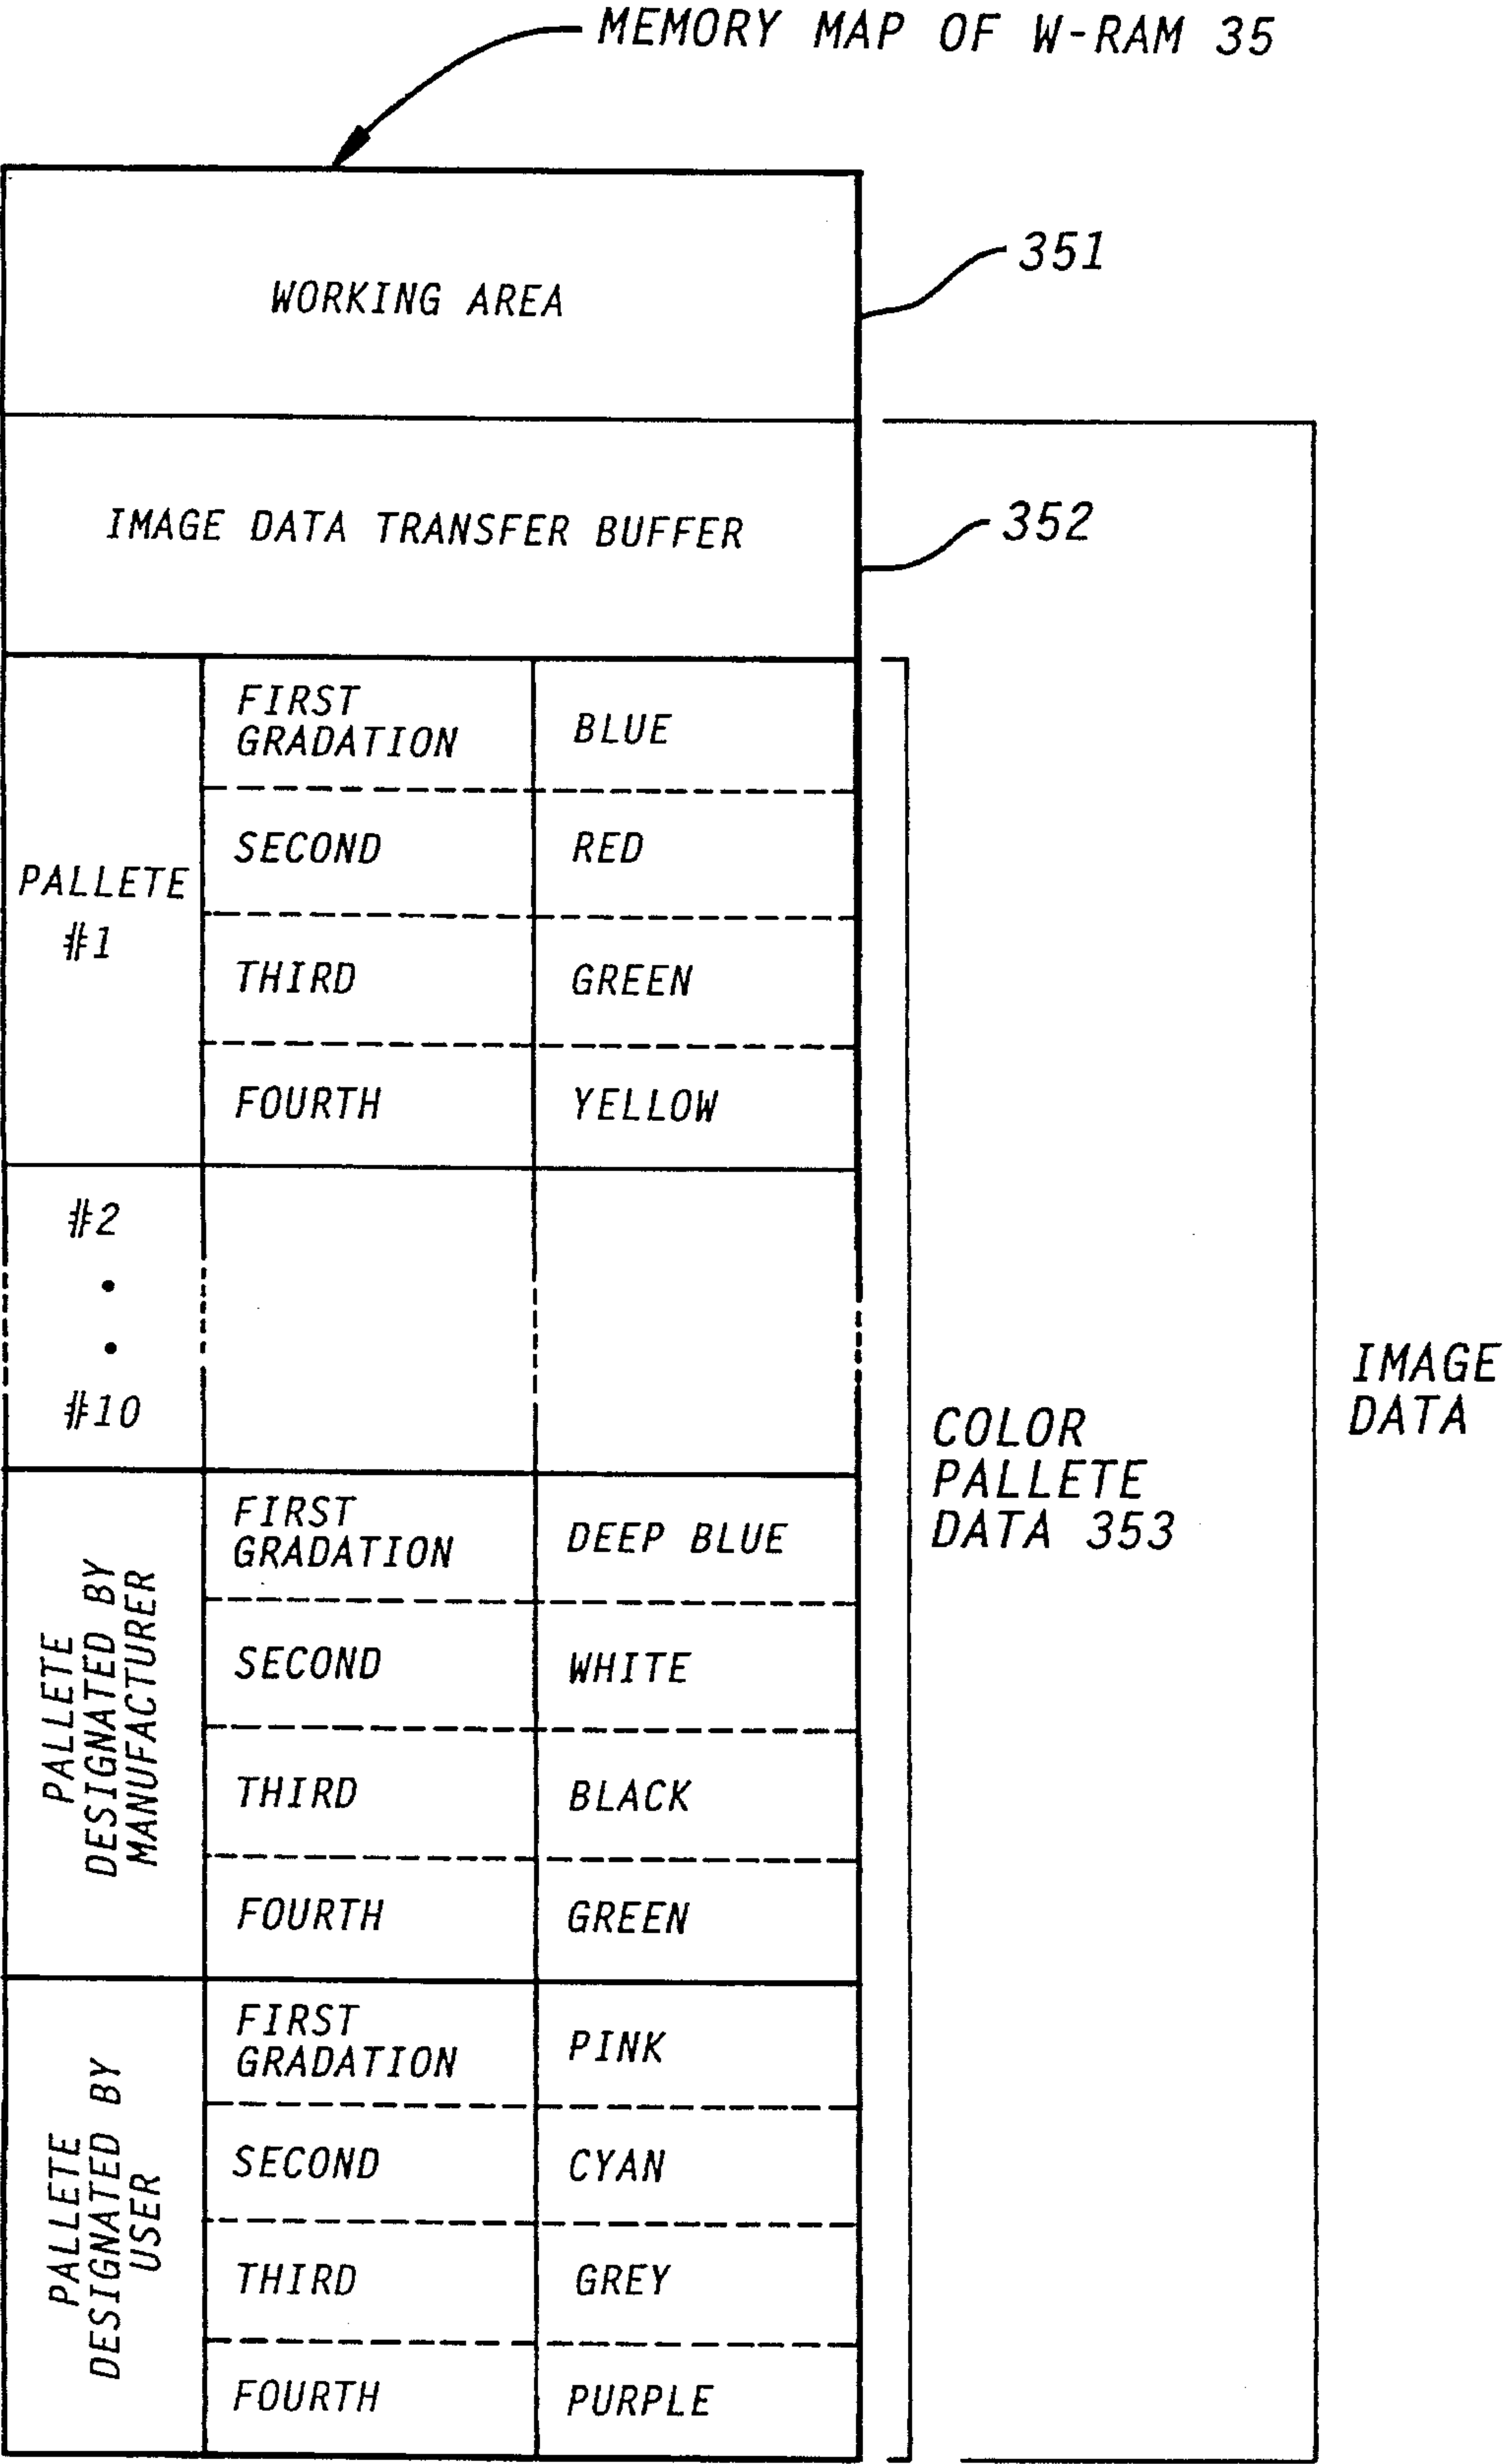 MEMORY MAP OF W-RAM 35
WORKING AREA
351
IMAGE DATA TRANSFER BUFFER
352
PALLETE
#1
FIRST
GRADATION
BLUE
SECOND
RED
THIRD
GREEN
FOURTH
YELLOW
#2
#10
PALLETE
DESIGNATED BY
MANUFACTURER
FIRST
GRADATION
DEEP BLUE
SECOND
WHITE
THIRD
BLACK
FOURTH
GREEN
PALLETE
DESIGNATED BY
USER
FIRST
GRADATION
PINK
SECOND
CYAN
THIRD
GREY
FOURTH
PURPLE
COLOR
PALLETE
DATA 353
IMAGE
DATA